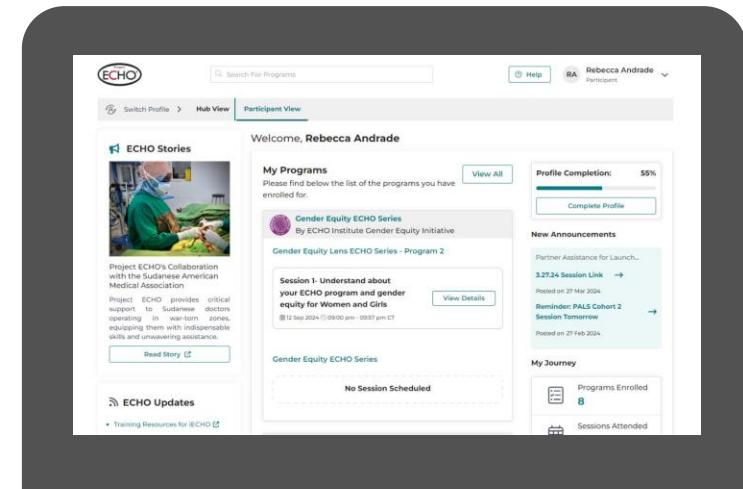 Project
ECHO
Search For Programs
Help
RA
Rebecca Andrade
Participant
Switch Profile
Hub View
Participant View
ECHO Stories
Project ECHO's Collaboration
with the Sudanese American
Medical Association
Project ECHO provides critical
support to Sudanese doctors
operating in war-torn zones,
equipping them with indispensable
skills and unwavering assistance.
Read Story
ECHO Updates
• Training Resources for iECHO
Welcome, Rebecca Andrade
My Programs
Please find below the list of the programs you have
enrolled for.
View All
Gender Equity ECHO Series
By ECHO Institute Gender Equity Initiative
Gender Equity Lens ECHO Series - Program 2
Session 1- Understand about
your ECHO program and gender
equity for Women and Girls
12 Sep 2024 09:00 pm - 09:57 pm CT
View Details
Gender Equity ECHO Series
No Session Scheduled
Profile Completion: 55%
Complete Profile
New Announcements
Partner Assistance for Launch...
3.27.24 Session Link →
Posted on 27 Mar 2024
Reminder: PALS Cohort 2
Session Tomorrow →
Posted on 27 Feb 2024
My Journey
Programs Enrolled
8
Sessions Attended